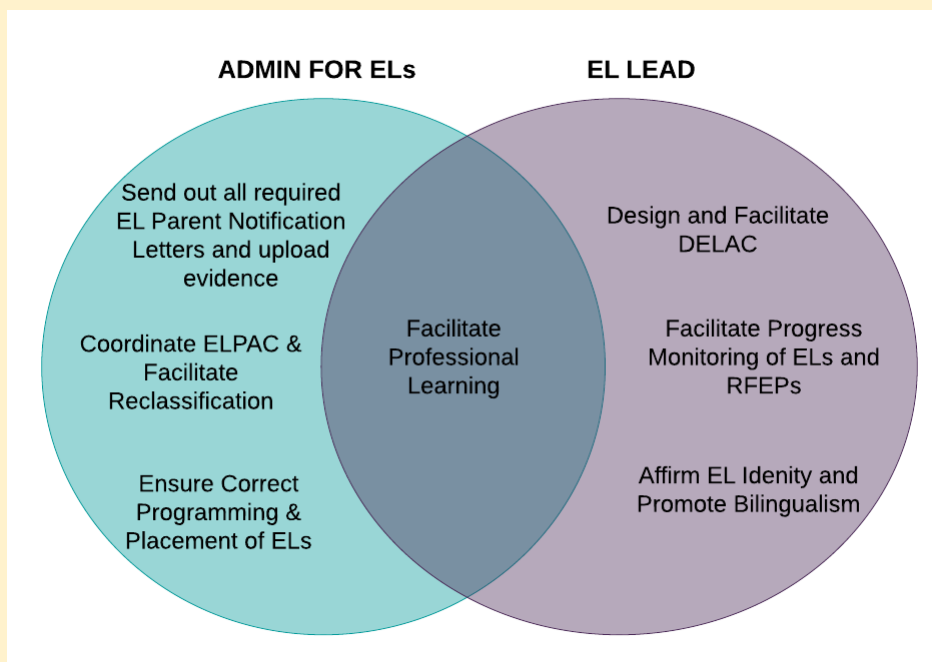 ADMIN FOR ELs
EL LEAD
Send out all required
EL Parent Notification
Letters and upload
evidence
Coordinate ELPAC &
Facilitate
Reclassification
Ensure Correct
Programming &
Placement of ELs
Facilitate
Professional
Learning
Design and Facilitate
DELAC
Facilitate Progress
Monitoring of ELs and
RFEPs
Affirm EL Idenity and
Promote Bilingualism